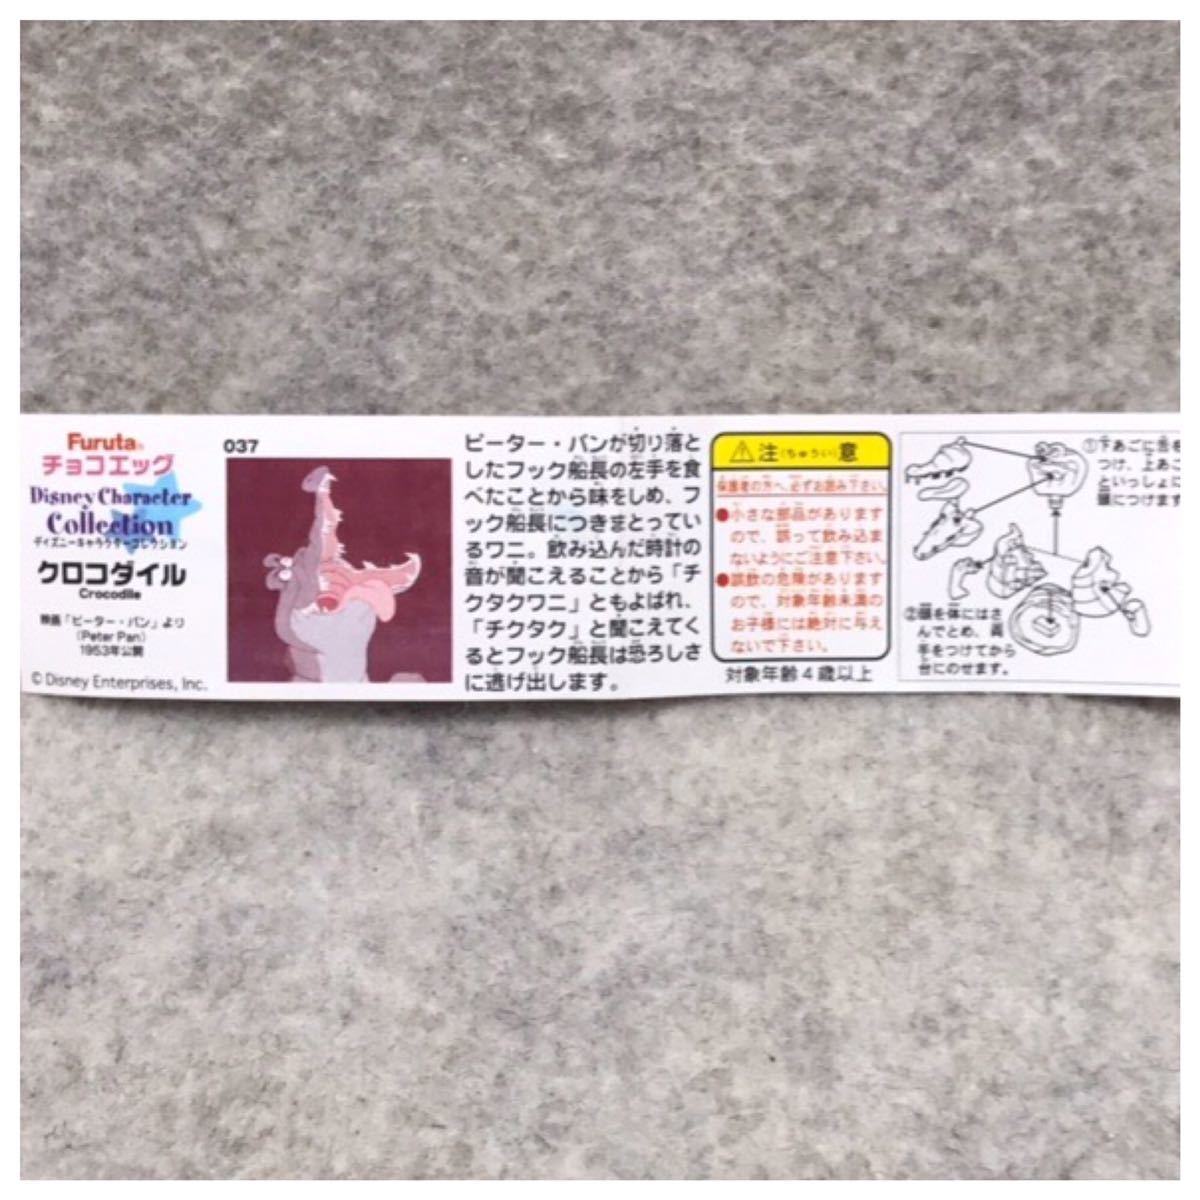 Furuta
チョコエッグ
Disney Character
Collection
ディズニーキャラクターコレクション
クロコダイル
Crocodile
映画「ピーター・パン」より
(Peter Pan)
1953年公開
© Disney Enterprises, Inc.
037
ピーター・パンが切り落と
したフック船長の左手を食
べたことから味をしめ、フ
ック船長につきまとってい
るワニ。飲み込んだ時計の
音が聞こえることから「チ
クタクワニ」ともよばれ、
「チクタク」と聞こえてく
るとフック船長は恐ろしさ
に逃げ出します。
注(ちゅうい)意
保護者の方へ、必ずお読み下さい。
●小さな部品があります
ので、誤って飲み込ま
ないようにご注意下さい。
●誤飲の危険があります
ので、対象年齢未満の
お子様には絶対に与え
ないで下さい。
対象年齢4歳以上
①下あごに舌を
つけ、上あご
といっしょに
頭につけます
②頭を体にはさ
んでとめ、両
手をつけてから
台にのせます。